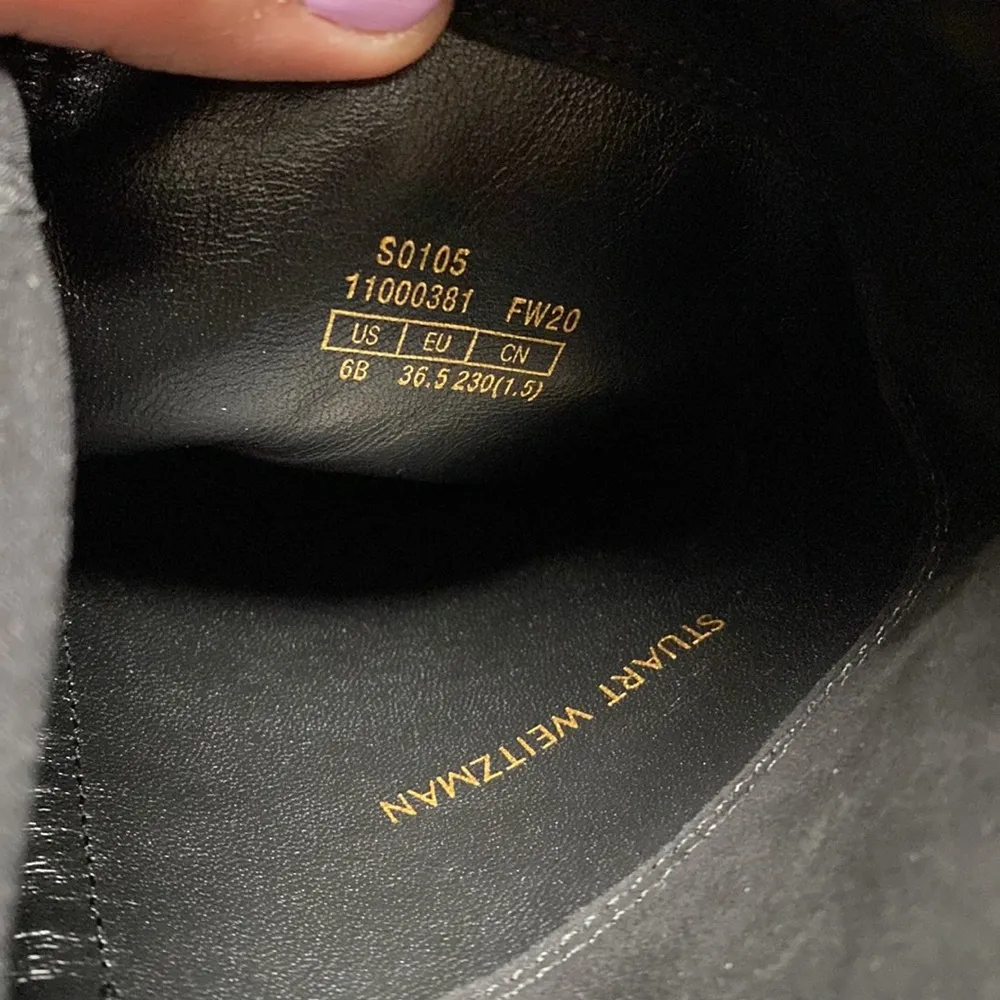 S0105
11000381 FW20
US EU CN
6B 36.5 230(1.5)
STUART WEITZMAN